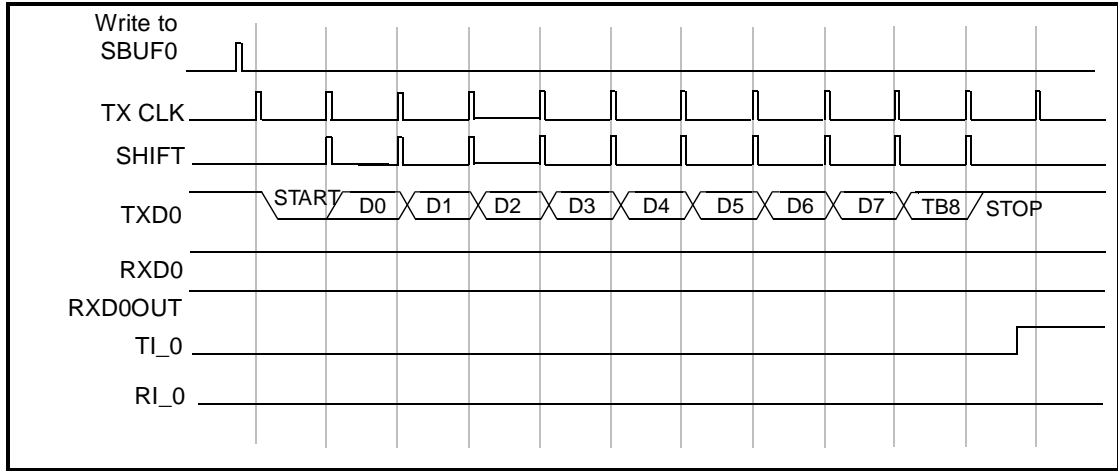 Write to
SBUF0
TX CLK
SHIFT
TXD0 START D0 D1 D2 D3 D4 D5 D6 D7 TB8 STOP
RXD0
RXD0OUT
TI_0
RI_0